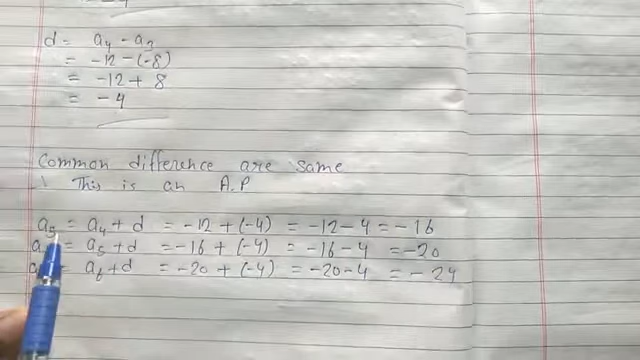 d = a₄ - a₃
= -12 - (-8)
= -12 + 8
= -4
Common difference are same
∴ This is an A.P
a₅ = a₄ + d = -12 + (-4) = -12 - 4 = -16
= a₅ + d = -16 + (-4) = -16 - 4 = -20
= a₆ + d = -20 + (-4) = -20 - 4 = -24